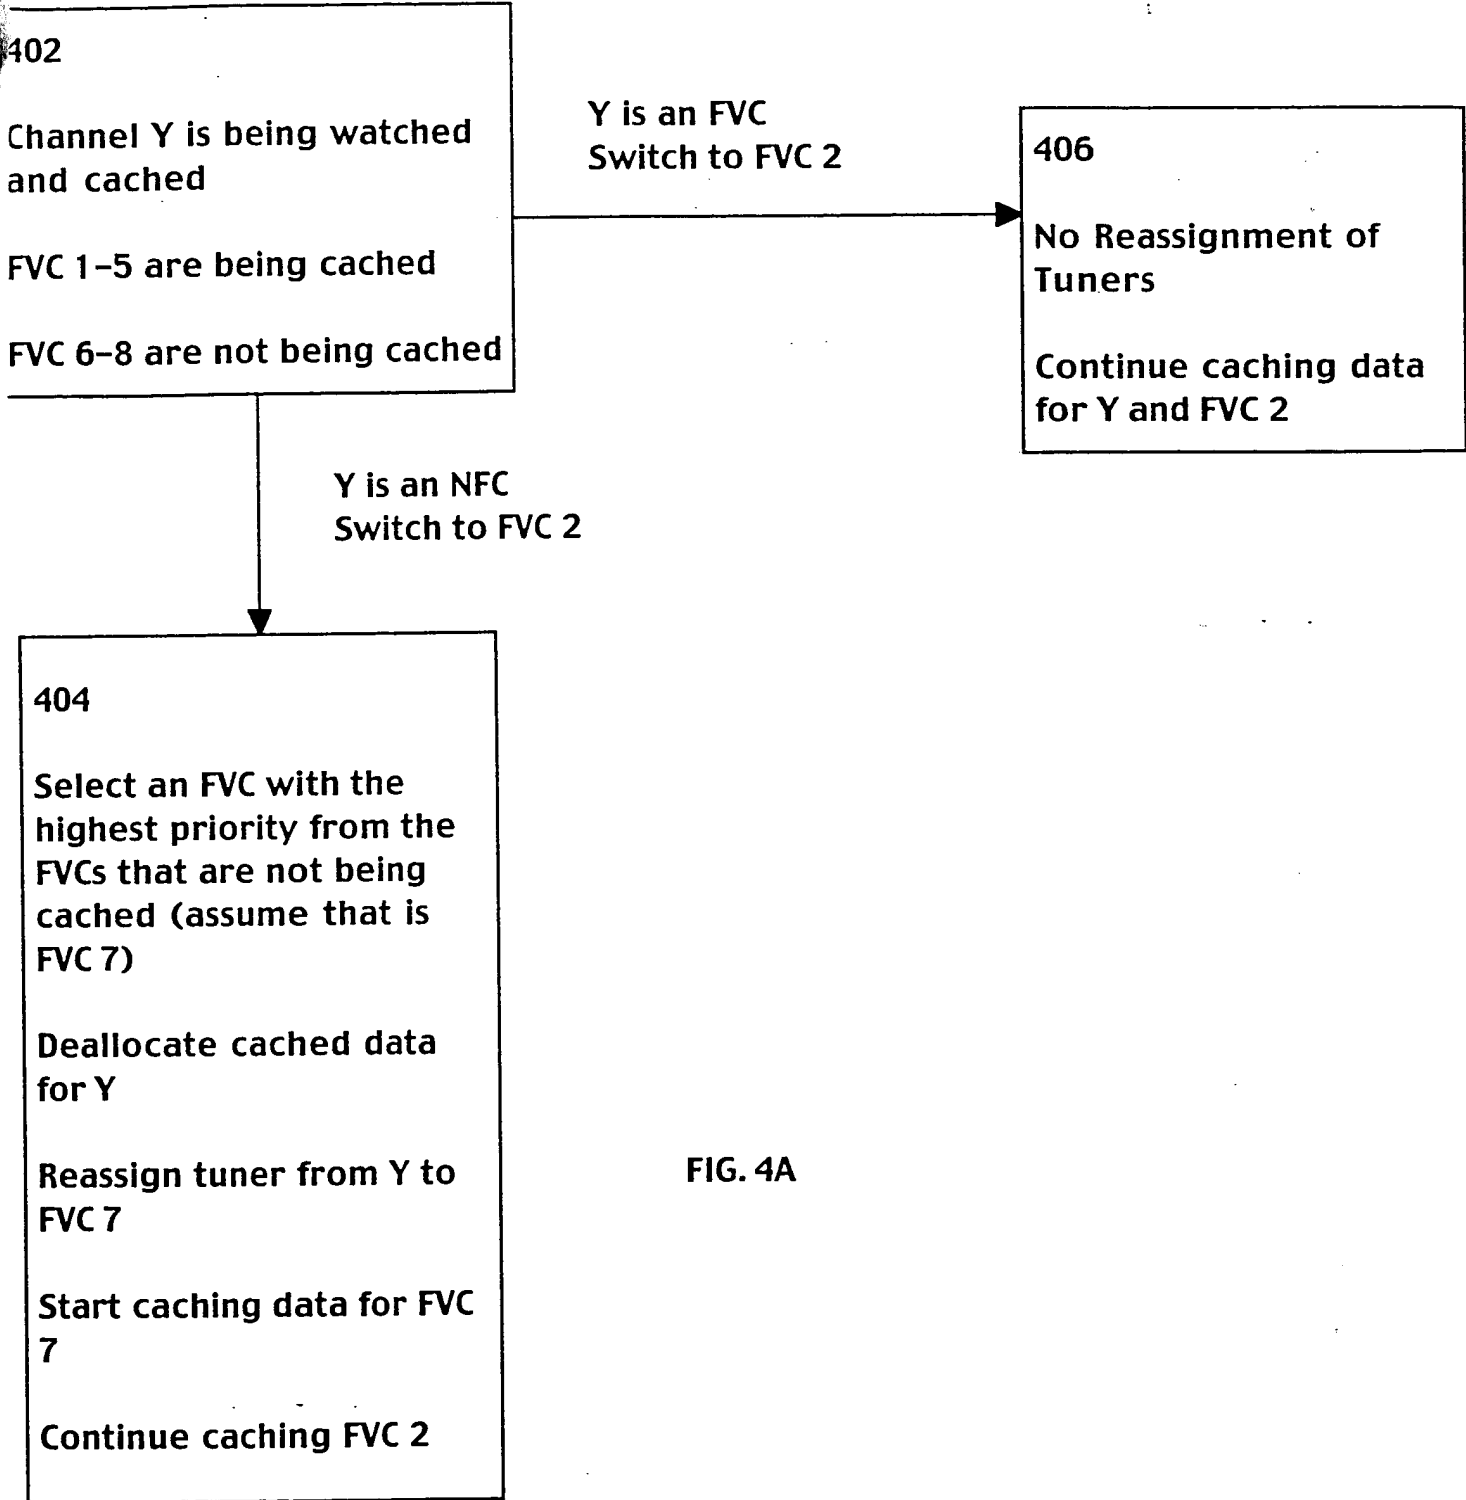 402
Channel Y is being watched
and cached
FVC 1-5 are being cached
FVC 6-8 are not being cached
Y is an FVC
Switch to FVC 2
406
No Reassignment of
Tuners
Continue caching data
for Y and FVC 2
Y is an NFC
Switch to FVC 2
404
Select an FVC with the
highest priority from the
FVCs that are not being
cached (assume that is
FVC 7)
Deallocate cached data
for Y
Reassign tuner from Y to
FVC 7
Start caching data for FVC
7
Continue caching FVC 2
FIG. 4A